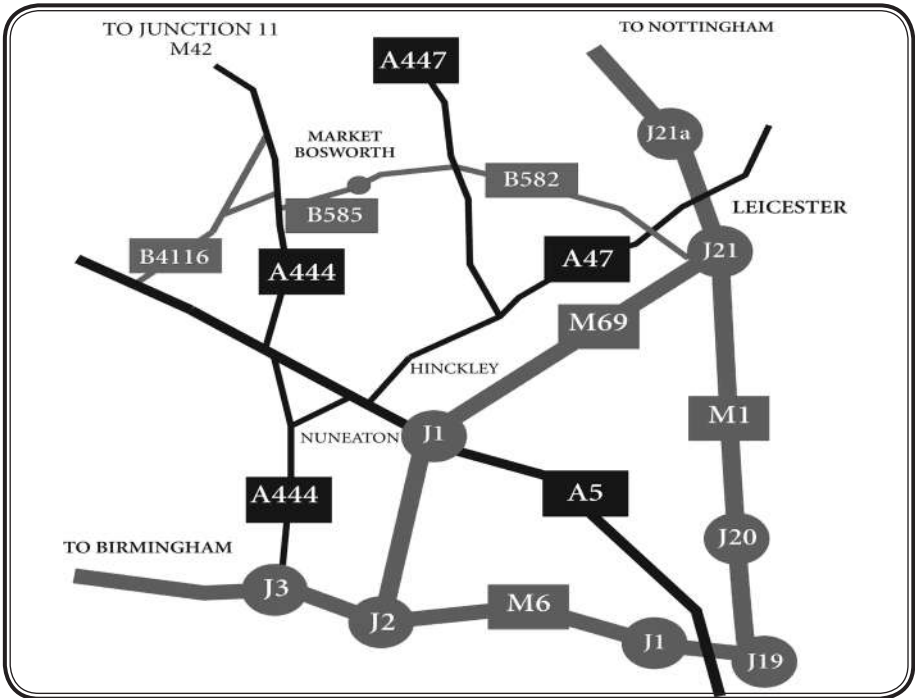 TO JUNCTION 11
M42
A447
TO NOTTINGHAM
J21a
MARKET
BOSWORTH
B582
B585
LEICESTER
B4116
A444
A47
J21
M69
HINCKLEY
M1
NUNEATON
J1
A444
A5
J20
TO BIRMINGHAM
J3
J2
M6
J1
J19